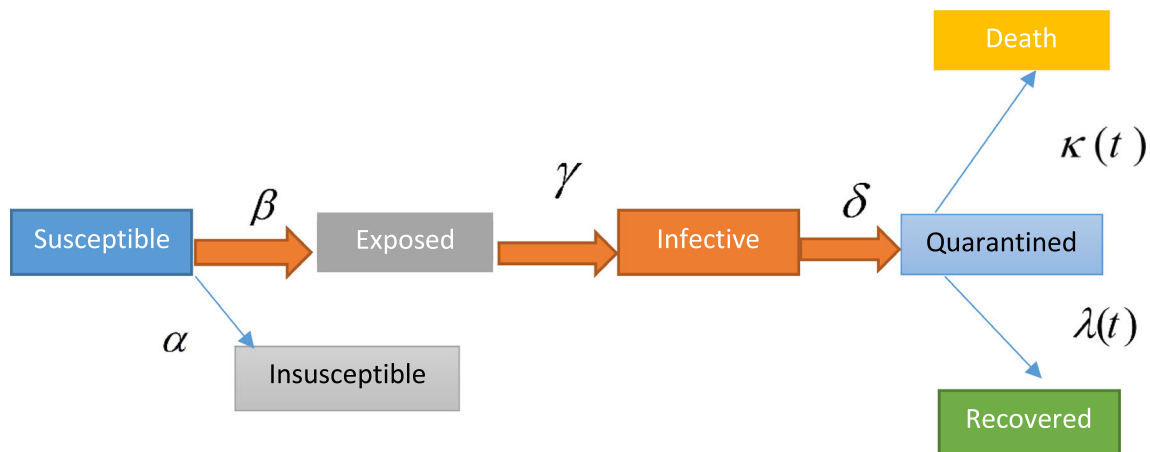 Death
κ (t)
γ
β
δ
Susceptible
Exposed
Infective
Quarantined
α
λ(t)
Insusceptible
Recovered